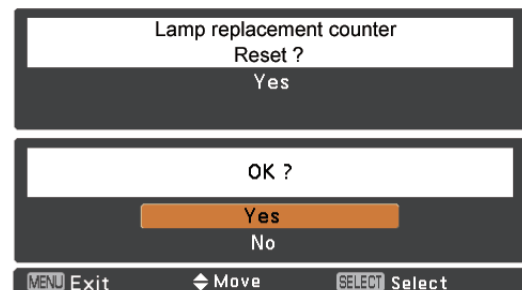 Lamp replacement counter
Reset ?
Yes
OK ?
Yes
No
MENU Exit Move SELECT Select